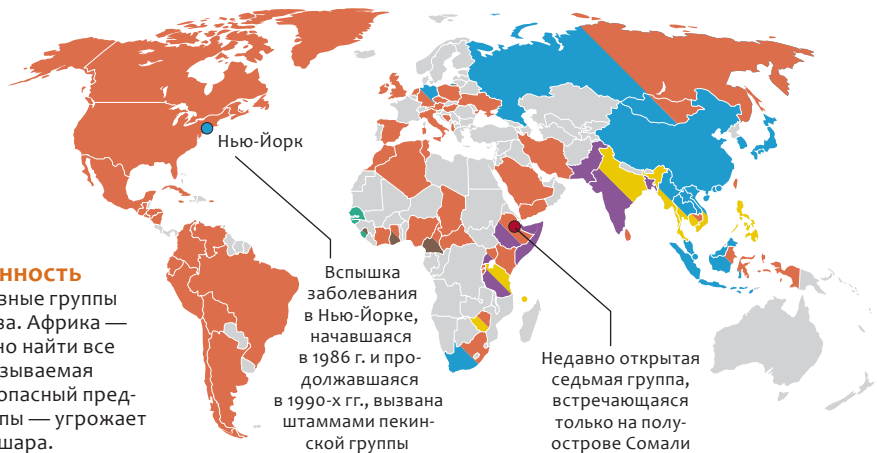 Нью-Йорк
нность
зные группы
ва. Африка —
но найти все
зываемая
опасный пред-
пы — угрожает
шара.
Вспышка
заболевания
в Нью-Йорке,
начавшаяся
в 1986 г. и про-
должавшаяся
в 1990-х гг., вызвана
штаммами пекин-
ской группы
Недавно открытая
седьмая группа,
встречающаяся
только на полу-
острове Сомали